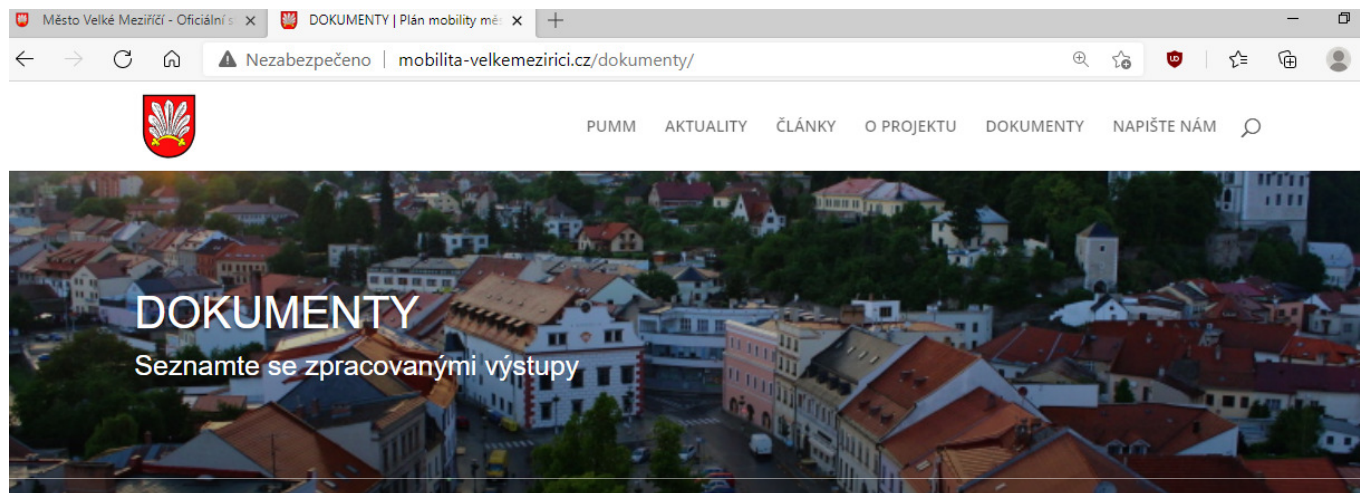 Město Velké Meziříčí - Oficiální s
DOKUMENTY | Plán mobility mě
Nezabezpečeno | mobilita-velkemezirici.cz/dokumenty/
PUMM AKTUALITY ČLÁNKY O PROJEKTU DOKUMENTY NAPIŠTE NÁM
DOKUMENTY
Seznamte se zpracovanými výstupy